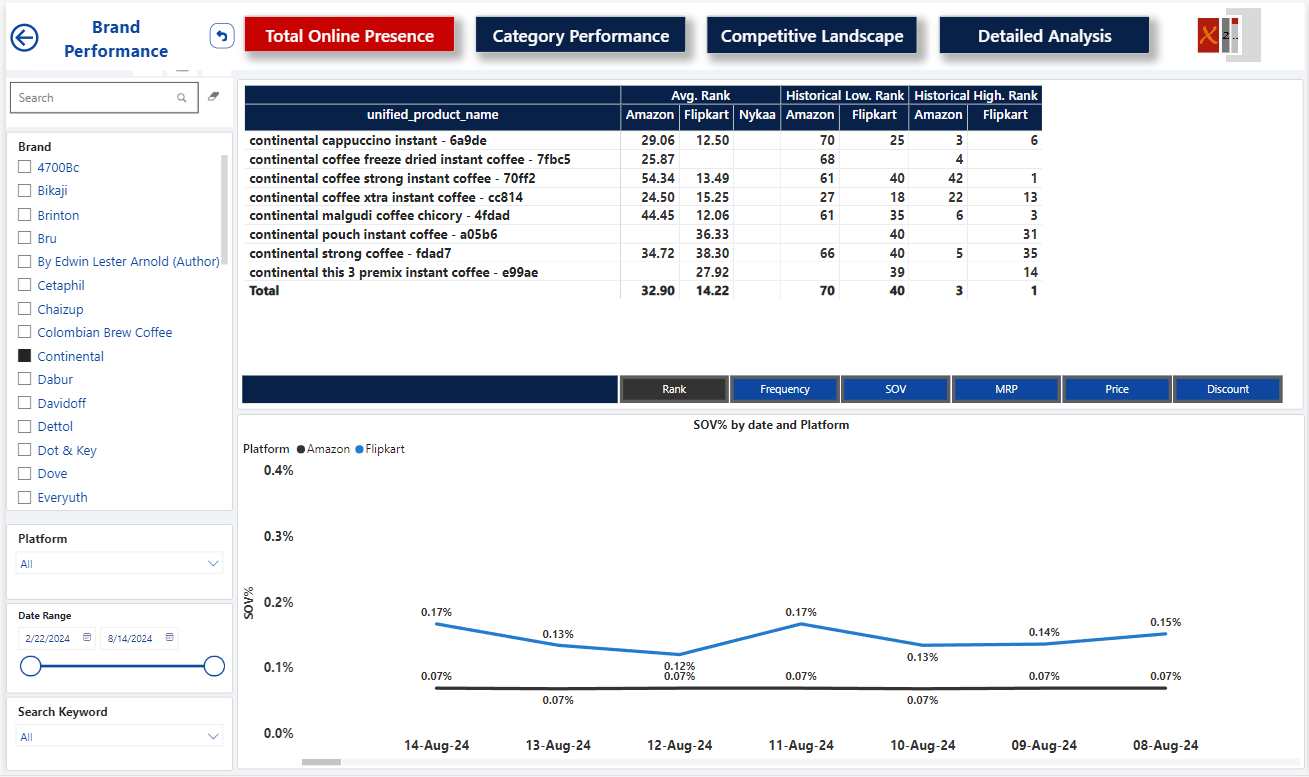 Brand Performance
Total Online Presence
Category Performance
Competitive Landscape
Detailed Analysis
X 2..
Search
Brand
4700Bc
Bikaji
Brinton
Bru
By Edwin Lester Arnold (Author)
Cetaphil
Chaizup
Colombian Brew Coffee
Continental
Dabur
Davidoff
Dettol
Dot & Key
Dove
Everyuth
Platform
All
Date Range
2/22/2024 8/14/2024
Search Keyword
All
Avg. Rank Historical Low. Rank Historical High. Rank
unified_product_name Amazon Flipkart Nykaa Amazon Flipkart Amazon Flipkart
continental cappuccino instant - 6a9de 29.06 12.50 70 25 3 6
continental coffee freeze dried instant coffee - 7fbc5 25.87 68 4
continental coffee strong instant coffee - 70ff2 54.34 13.49 61 40 42 1
continental coffee xtra instant coffee - cc814 24.50 15.25 27 18 22 13
continental malgudi coffee chicory - 4fdad 44.45 12.06 61 35 6 3
continental pouch instant coffee - a05b6 36.33 40 31
continental strong coffee - fdad7 34.72 38.30 66 40 5 35
continental this 3 premix instant coffee - e99ae 27.92 39 14
Total 32.90 14.22 70 40 3 1
Rank Frequency SOV MRP Price Discount
SOV% by date and Platform
Platform Amazon Flipkart
SOV%
0.4%
0.3%
0.2%
0.1%
0.0%
0.17% 0.13% 0.12% 0.17% 0.13% 0.14% 0.15%
0.07% 0.07% 0.07% 0.07% 0.07% 0.07% 0.07%
14-Aug-24 13-Aug-24 12-Aug-24 11-Aug-24 10-Aug-24 09-Aug-24 08-Aug-24